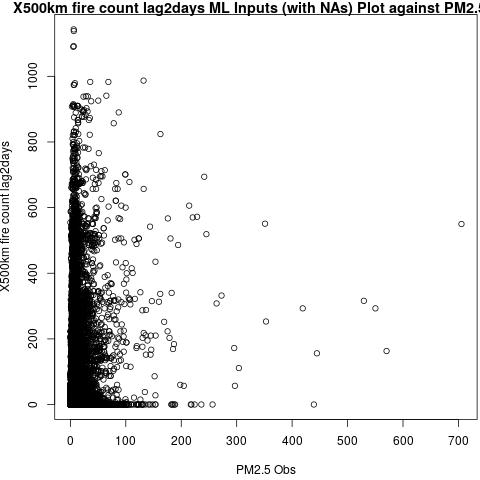 X500km fire count lag2days ML Inputs (with NAs) Plot against PM2.5
X500km fire count lag2days
1000
800
600
400
200
0
0 100 200 300 400 500 600 700
PM2.5 Obs